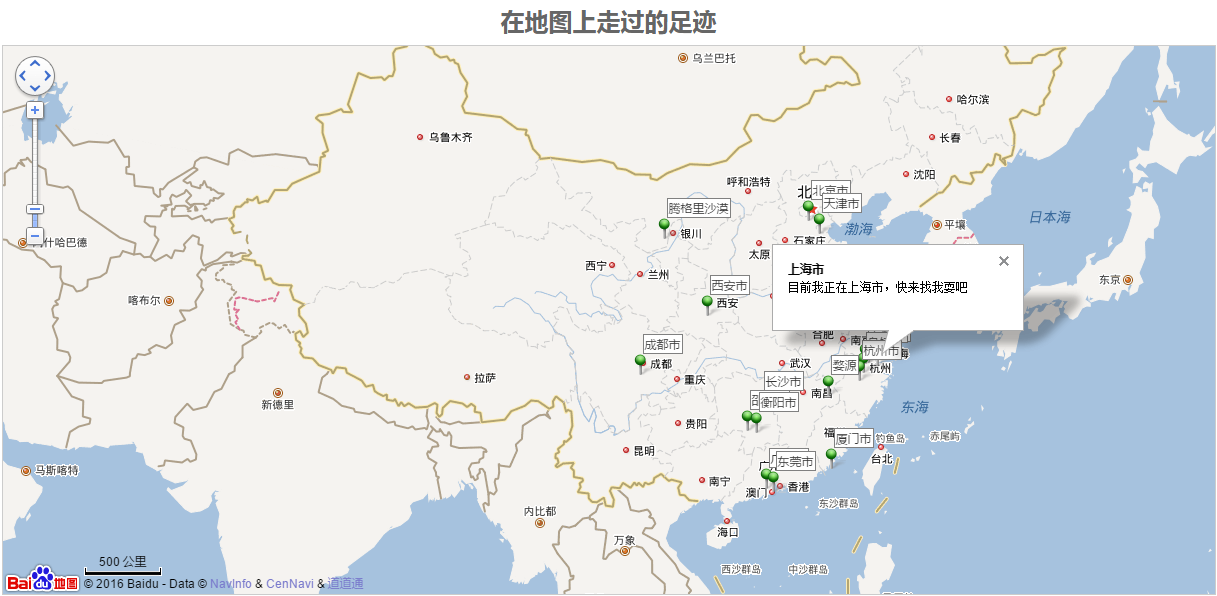 在地图上走过的足迹
乌兰巴托
哈尔滨
乌鲁木齐
长春
沈阳
呼和浩特
北京市
天津市
腾格里沙漠
银川
石家庄
太原
渤海
平壤
日本海
什哈巴德
西宁
兰州
上海市
目前我正在上海市，快来找我耍吧
东京
喀布尔
西安市
西安
合肥
成都市
成都
武汉
杭州市
杭州
婺源
拉萨
重庆
长沙市
南昌
衡阳市
新德里
东海
贵阳
昆明
厦门市
钓鱼岛
赤尾屿
台北
马斯喀特
东莞市
南宁
澳门
香港
东沙群岛
内比都
海口
万象
西沙群岛
中沙群岛
500 公里
Bai du 地图
© 2016 Baidu - Data © NavInfo & CenNavi & 道道通